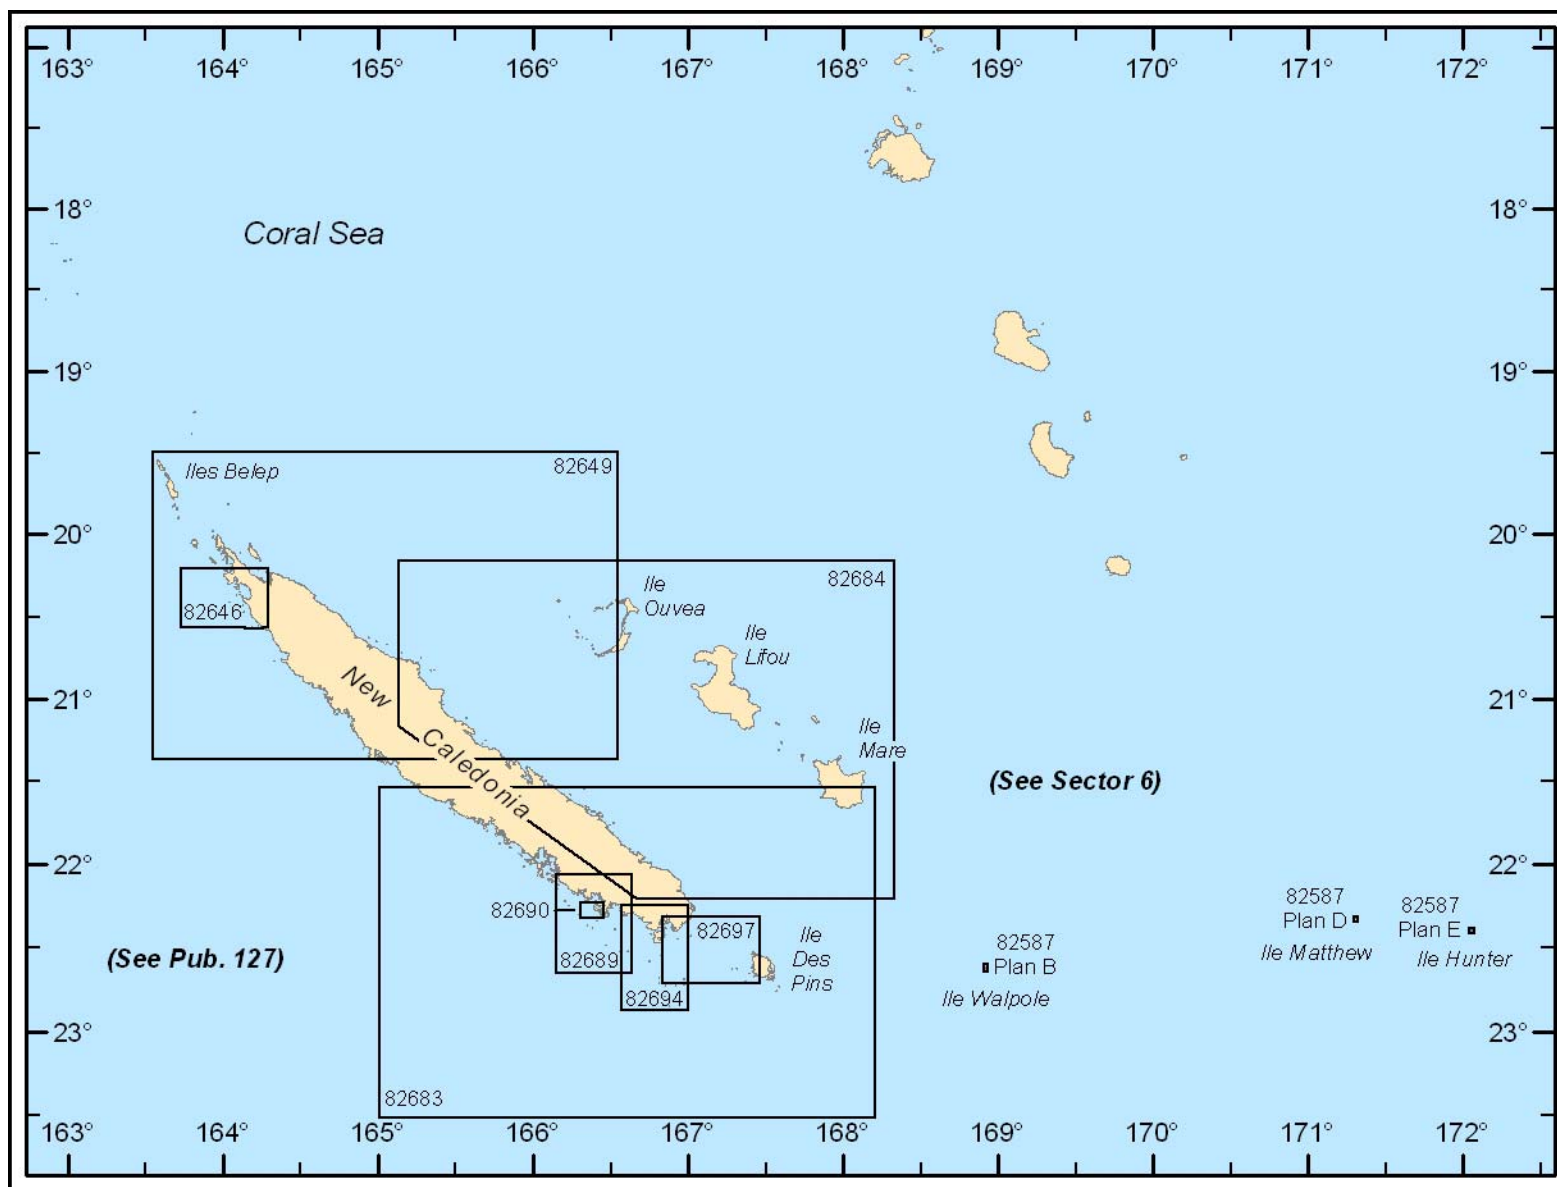 163° 164° 165° 166° 167° 168° 169° 170° 171° 172°
18° 18°
Coral Sea
19° 19°
Iles Belep
82649
20° 20°
82684
Ile
Ouvea
82646
Ile
Lifou
New
Caledonia
21° 21°
Ile
Mare
(See Sector 6)
22° 22°
82690
82689
82697
82694
Ile
Des
Pins
(See Pub. 127)
82587
Plan B
Ile Walpole
82587
Plan D
Ile Matthew
82587
Plan E
Ile Hunter
23° 23°
82683
163° 164° 165° 166° 167° 168° 169° 170° 171° 172°